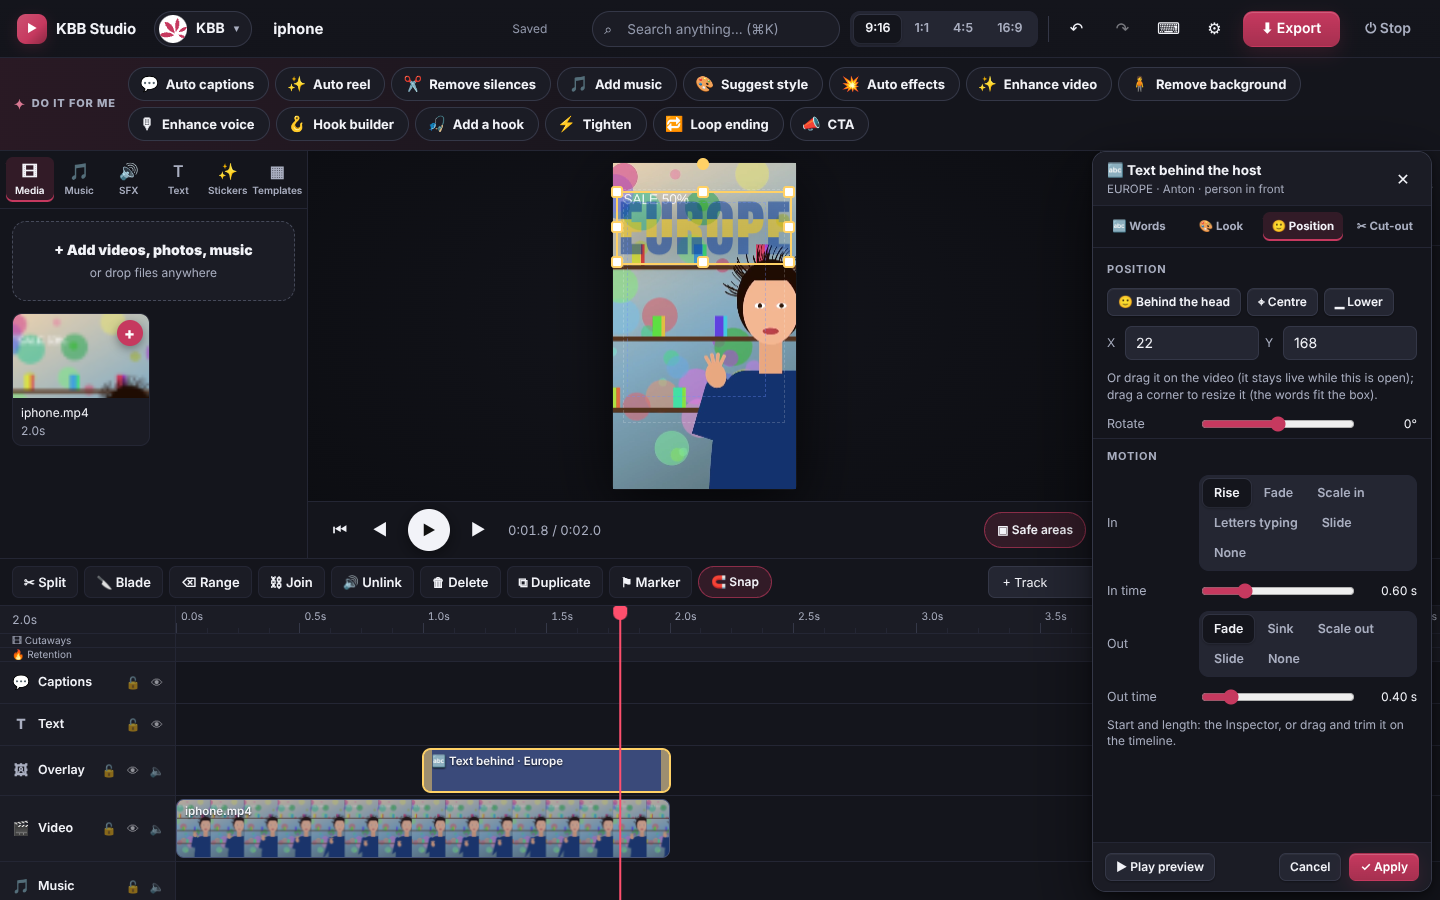 KBB Studio
KBB
iphone
Saved
Search anything... (⌘K)
9:16
1:1
4:5
16:9
Export
Stop
DO IT FOR ME
Auto captions
Auto reel
Remove silences
Add music
Suggest style
Auto effects
Enhance video
Remove background
Enhance voice
Hook builder
Add a hook
Tighten
Loop ending
CTA
Media
Music
SFX
Text
Stickers
Templates
+ Add videos, photos, music
or drop files anywhere
SALE 50%
iphone.mp4
2.0s
SALE 50%
EUROPE
0:01.8 / 0:02.0
Safe areas
Text behind the host
EUROPE · Anton · person in front
Words
Look
Position
Cut-out
POSITION
Behind the head
Centre
Lower
X
22
Y
168
Or drag it on the video (it stays live while this is open);
drag a corner to resize it (the words fit the box).
Rotate
0°
MOTION
In
Rise
Fade
Scale in
Letters typing
Slide
None
In time
0.60 s
Out
Fade
Sink
Scale out
Slide
None
Out time
0.40 s
Start and length: the Inspector, or drag and trim it on
the timeline.
Play preview
Cancel
Apply
Split
Blade
Range
Join
Unlink
Delete
Duplicate
Marker
Snap
+ Track
2.0s
0.0s
0.5s
1.0s
1.5s
2.0s
2.5s
3.0s
3.5s
Cutaways
Retention
Captions
T Text
Overlay
Text behind · Europe
Video
iphone.mp4
Music